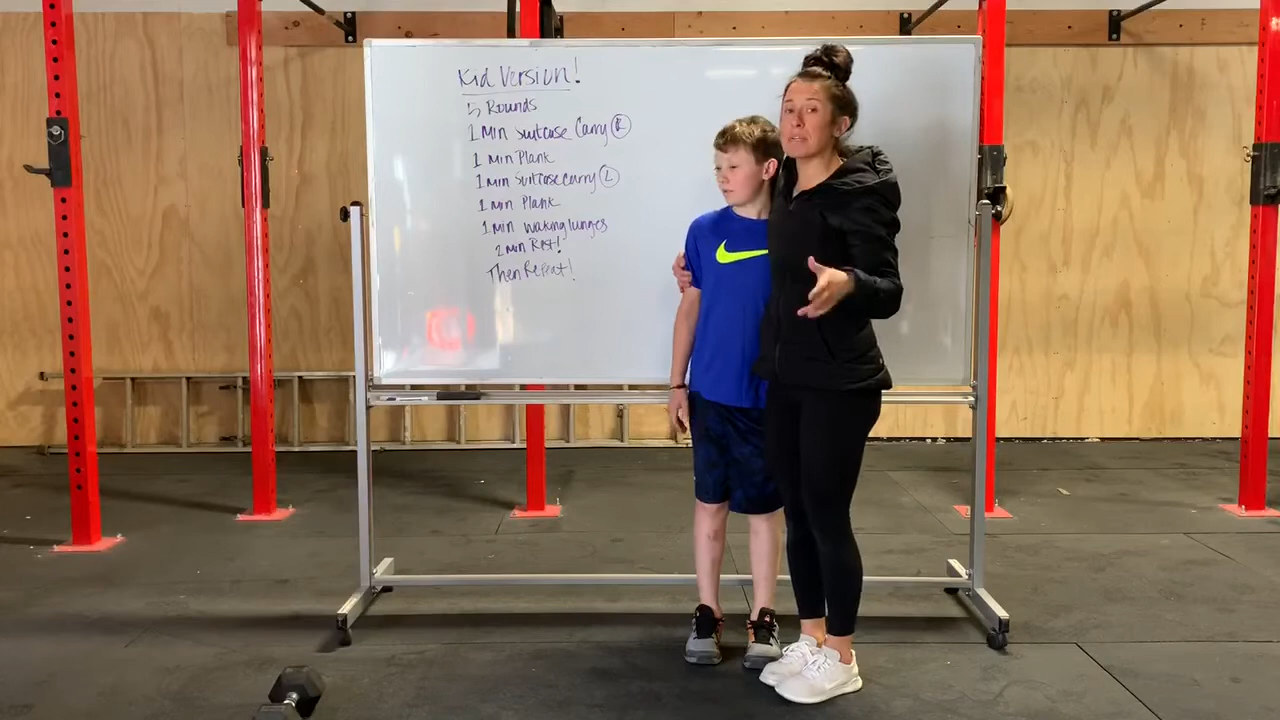 Kid Version!
5 Rounds
1 Min Suitcase Carry R
1 Min Plank
1 Min Suitcase Carry L
1 Min Plank
1 Min Walking lunges
2 Min Rest!
Then Repeat!